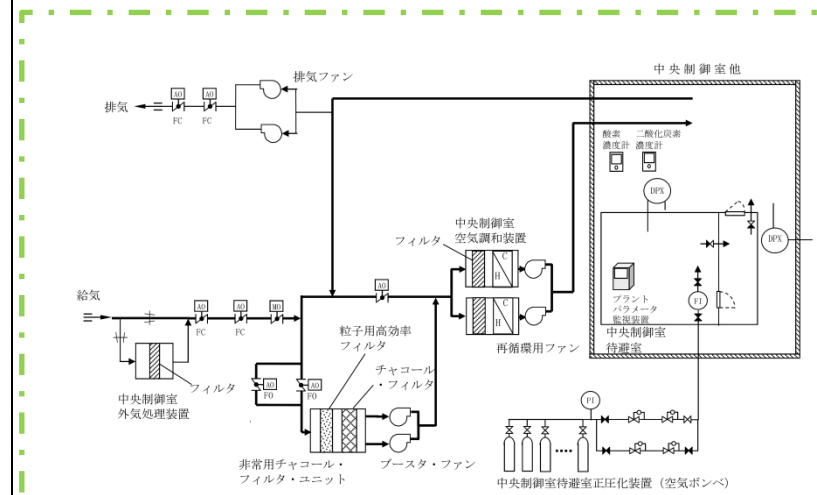 中央制御室他
排気ファン
AO
AO
排気
FC
FC
酸素
濃度計
二酸化炭素
濃度計
DPX
DPX
中央制御室
空気調和装置
フィルタ
C
H
C
H
再循環用ファン
AO
プラント
パラメータ
監視装置
中央制御室
待避室
FI
給気
AO
AO
MO
FC
FC
フィルタ
中央制御室
外気処理装置
粒子用高効率
フィルタ
チャコール
・フィルタ
AO
FO
AO
FO
非常用チャコール・
フィルタ・ユニット
ブースタ・ファン
PI
中央制御室待避室正圧化装置（空気ボンベ）